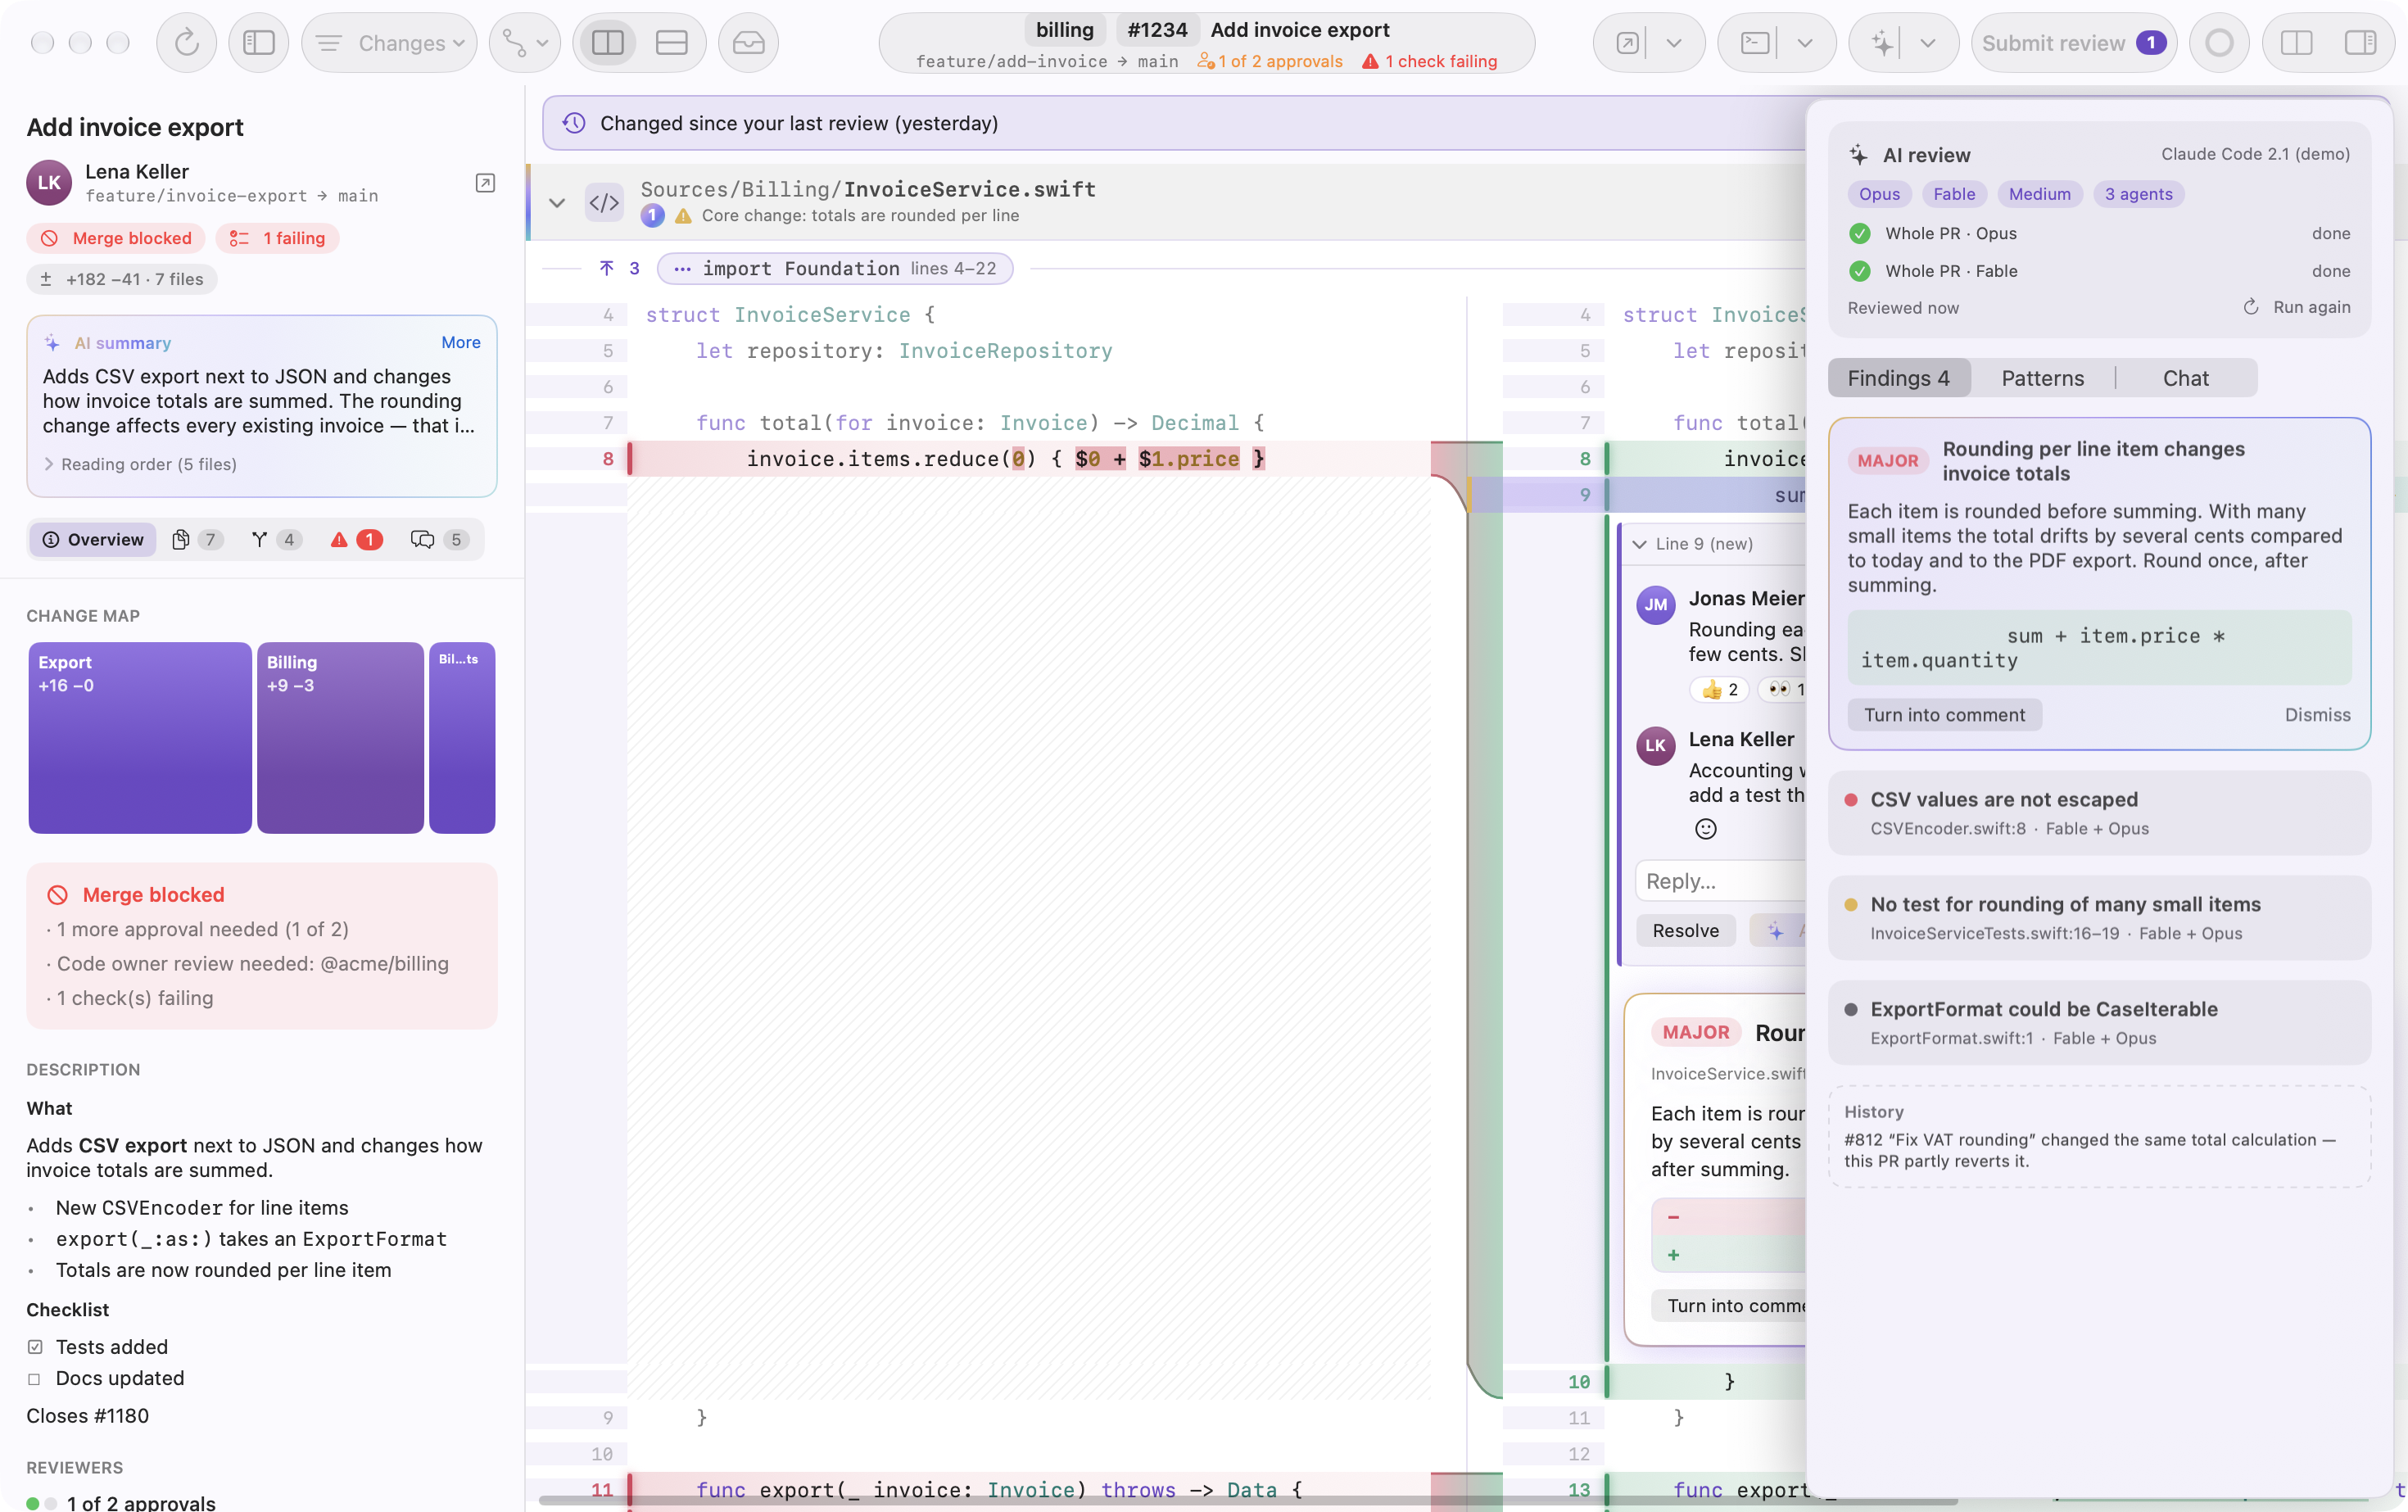 Changes
billing #1234 Add invoice export
feature/add-invoice → main 1 of 2 approvals 1 check failing
Submit review 1
Add invoice export
LK Lena Keller
feature/invoice-export → main
Merge blocked 1 failing
+182 −41 · 7 files
AI summary More
Adds CSV export next to JSON and changes
how invoice totals are summed. The rounding
change affects every existing invoice — that i...
Reading order (5 files)
Overview 7 4 1 5
CHANGE MAP
Export
+16 −0
Billing
+9 −3
Bil...ts
Merge blocked
· 1 more approval needed (1 of 2)
· Code owner review needed: @acme/billing
· 1 check(s) failing
DESCRIPTION
What
Adds CSV export next to JSON and changes how
invoice totals are summed.
• New CSVEncoder for line items
• export(_:as:) takes an ExportFormat
• Totals are now rounded per line item
Checklist
Tests added
Docs updated
Closes #1180
REVIEWERS
1 of 2 approvals
Changed since your last review (yesterday)
Sources/Billing/InvoiceService.swift
1 Core change: totals are rounded per line
3 ··· import Foundation lines 4–22
4 struct InvoiceService {
5 let repository: InvoiceRepository
6
7 func total(for invoice: Invoice) -> Decimal {
8 invoice.items.reduce(0) { $0 + $1.price }
9 }
10
11 func export(_ invoice: Invoice) throws -> Data {
4 struct InvoiceS
5 let reposit
6
7 func total(
8 invoice
9 sum
Line 9 (new)
JM Jonas Meier
Rounding ea
few cents. Sl
👍 2 👀 1
LK Lena Keller
Accounting w
add a test th
Reply...
Resolve
MAJOR Roun
InvoiceService.swift
Each item is roun
by several cents
after summing.
−
+
Turn into comme
10 }
11 }
12
13 func export(_
AI review Claude Code 2.1 (demo)
Opus Fable Medium 3 agents
Whole PR · Opus done
Whole PR · Fable done
Reviewed now Run again
Findings 4 Patterns Chat
MAJOR Rounding per line item changes
invoice totals
Each item is rounded before summing. With many
small items the total drifts by several cents compared
to today and to the PDF export. Round once, after
summing.
sum + item.price *
item.quantity
Turn into comment Dismiss
CSV values are not escaped
CSVEncoder.swift:8 · Fable + Opus
No test for rounding of many small items
InvoiceServiceTests.swift:16–19 · Fable + Opus
ExportFormat could be CaseIterable
ExportFormat.swift:1 · Fable + Opus
History
#812 “Fix VAT rounding” changed the same total calculation —
this PR partly reverts it.